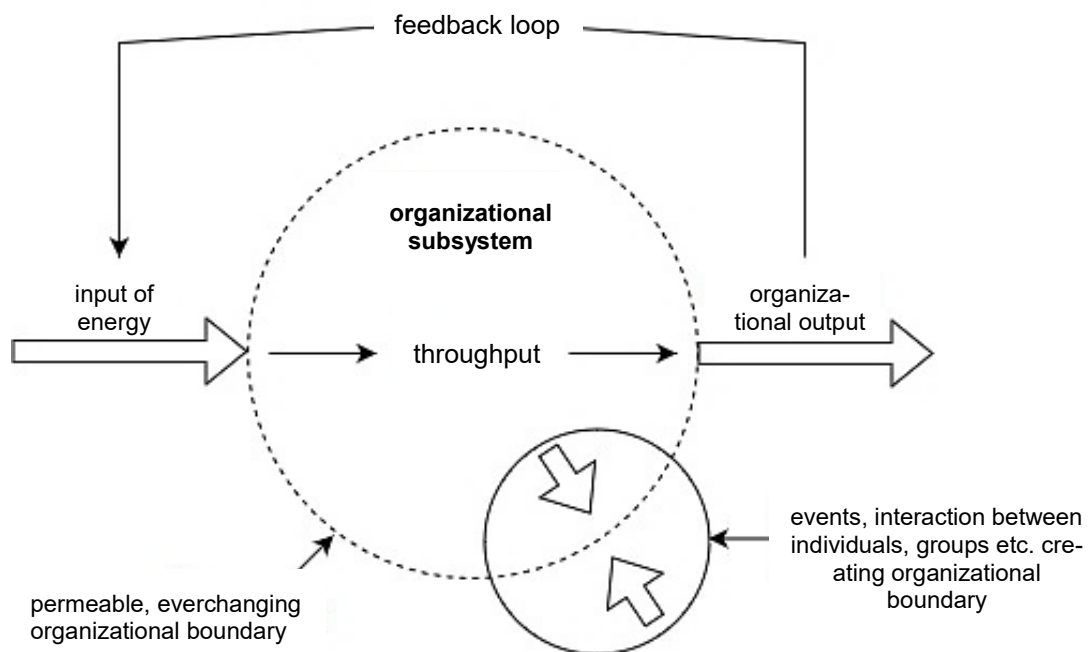 feedback loop
organizational
subsystem
input of
energy
organiza-
tional output
throughput
events, interaction between
individuals, groups etc. cre-
ating organizational
boundary
permeable, everchanging
organizational boundary